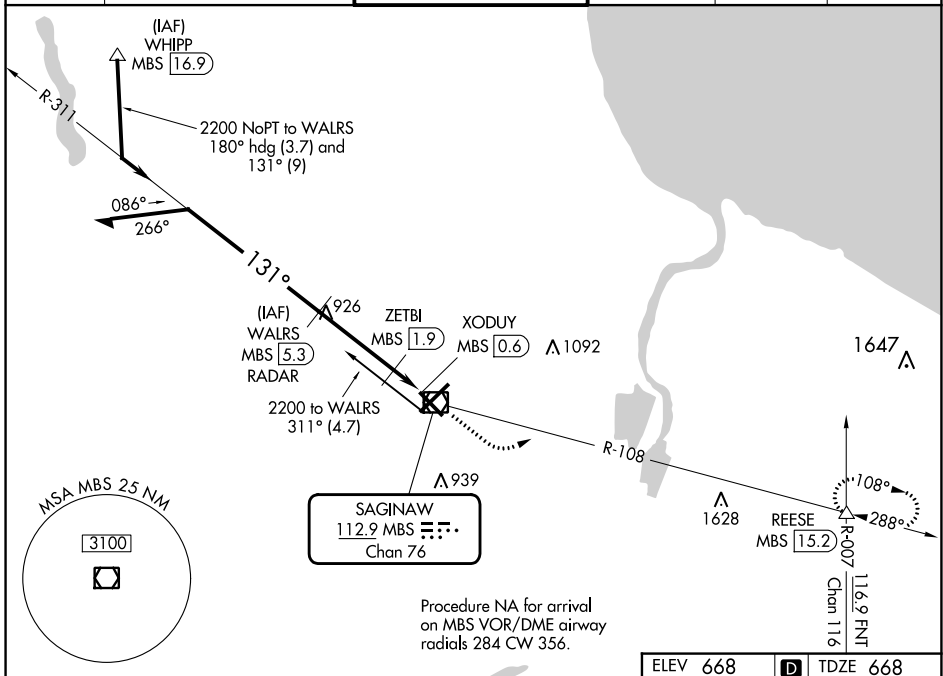 (IAF)
WHIPP
MBS 16.9
R-311
2200 NoPT to WALRS
180° hdg (3.7) and
131° (9)
086°
266°
131°
926
(IAF)
WALRS
MBS 5.3
RADAR
ZETBI
MBS 1.9
XODUY
MBS 0.6
1092
1647
2200 to WALRS
311° (4.7)
R-108
939
SAGINAW
112.9 MBS
Chan 76
1628
REESE
MBS 15.2
108°
288°
R-007
116.9 FNT
Chan 116
MSA MBS 25 NM
3100
Procedure NA for arrival
on MBS VOR/DME airway
radials 284 CW 356.
ELEV 668 D TDZE 668